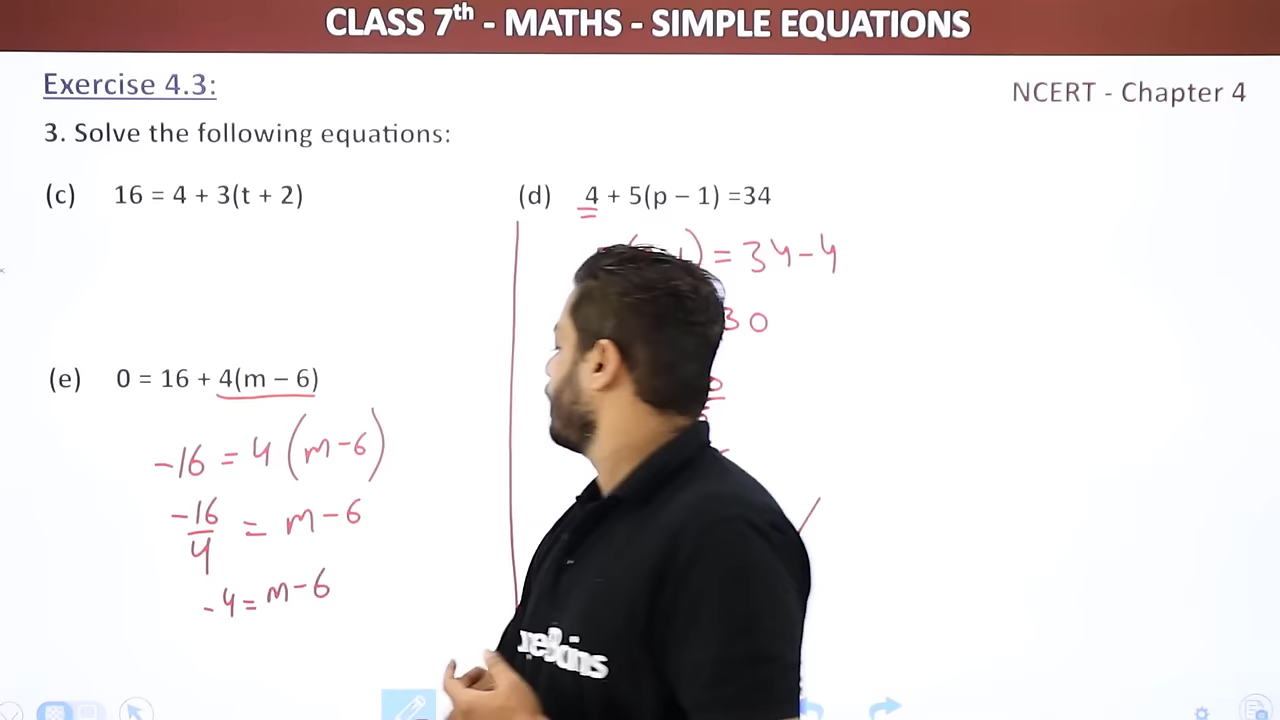 CLASS 7th - MATHS - SIMPLE EQUATIONS
Exercise 4.3:
NCERT - Chapter 4
3. Solve the following equations:
(c) 16 = 4 + 3(t + 2)
(d) 4 + 5(p – 1) =34
) = 34-4
30
(e) 0 = 16 + 4(m – 6)
-16 = 4 (m-6)
-16/4 = m-6
-4 = m-6